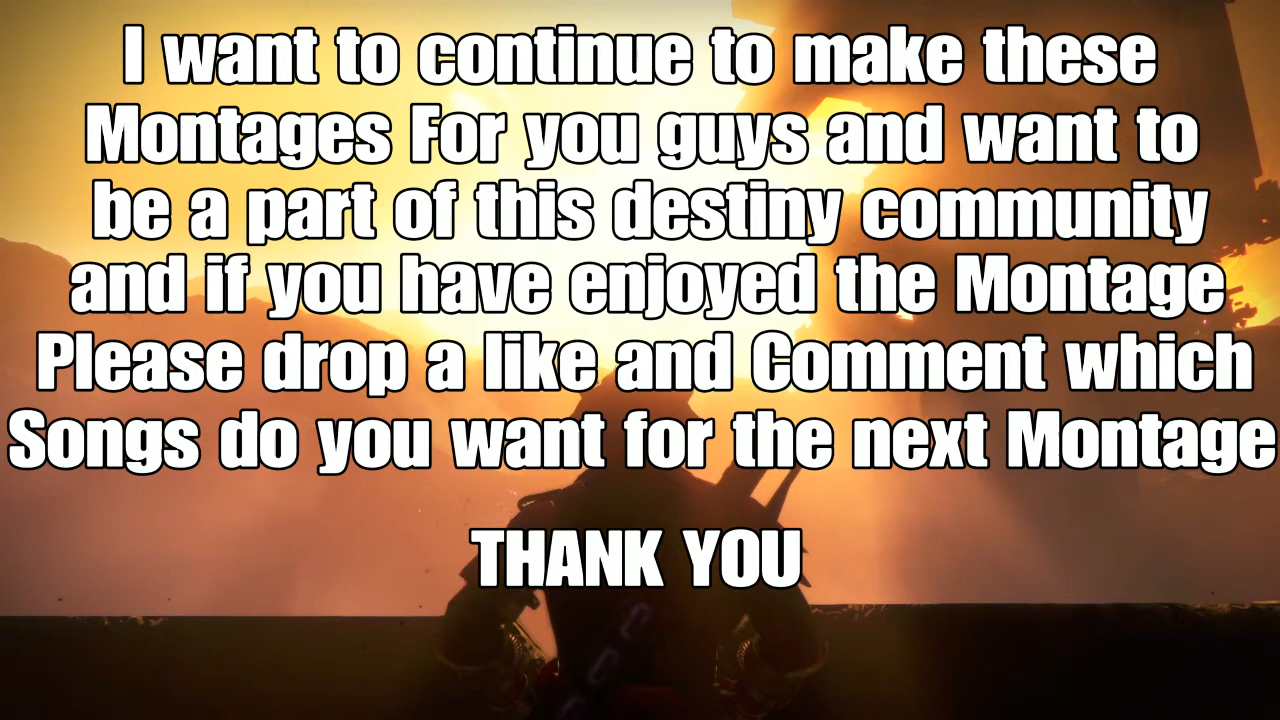 I want to continue to make these
Montages For you guys and want to
be a part of this destiny community
and if you have enjoyed the Montage
Please drop a like and Comment which
Songs do you want for the next Montage
THANK YOU